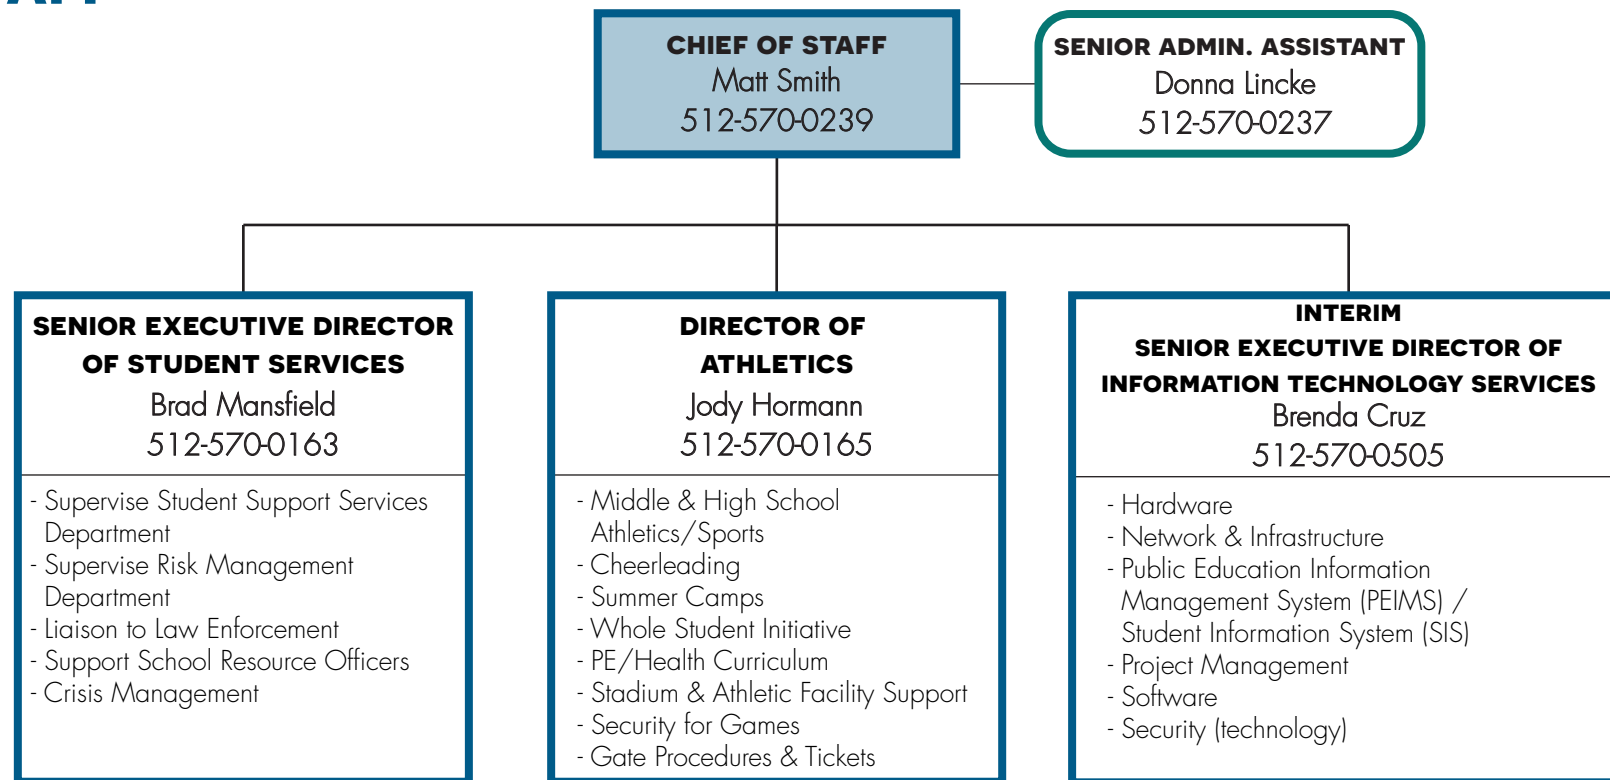 CHIEF OF STAFF
Matt Smith
512-570-0239
SENIOR ADMIN. ASSISTANT
Donna Lincke
512-570-0237
SENIOR EXECUTIVE DIRECTOR
OF STUDENT SERVICES
Brad Mansfield
512-570-0163
- Supervise Student Support Services
Department
- Supervise Risk Management
Department
- Liaison to Law Enforcement
- Support School Resource Officers
- Crisis Management
DIRECTOR OF
ATHLETICS
Jody Hormann
512-570-0165
- Middle & High School
Athletics/Sports
- Cheerleading
- Summer Camps
- Whole Student Initiative
- PE/Health Curriculum
- Stadium & Athletic Facility Support
- Security for Games
- Gate Procedures & Tickets
INTERIM
SENIOR EXECUTIVE DIRECTOR OF
INFORMATION TECHNOLOGY SERVICES
Brenda Cruz
512-570-0505
- Hardware
- Network & Infrastructure
- Public Education Information
Management System (PEIMS) /
Student Information System (SIS)
- Project Management
- Software
- Security (technology)